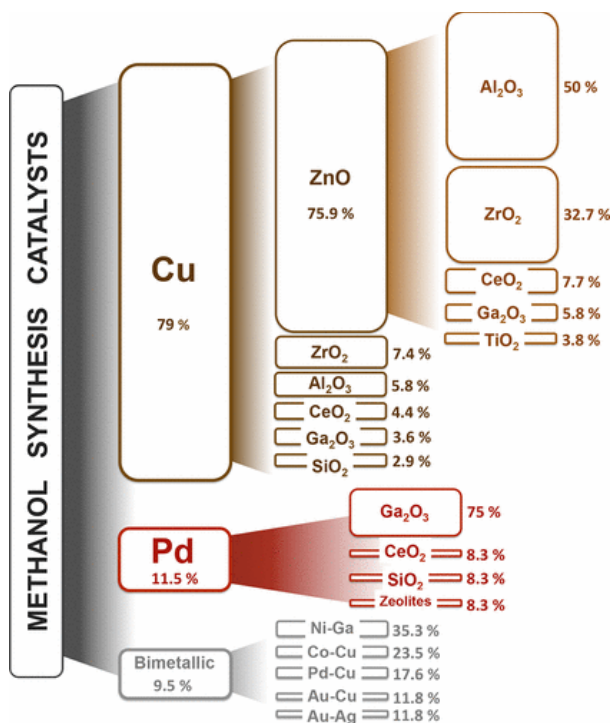 METHANOL SYNTHESIS CATALYSTS
Cu
79 %
ZnO
75.9 %
Al₂O₃
50 %
ZrO₂
32.7 %
CeO₂
7.7 %
Ga₂O₃
5.8 %
TiO₂
3.8 %
ZrO₂
7.4 %
Al₂O₃
5.8 %
CeO₂
4.4 %
Ga₂O₃
3.6 %
SiO₂
2.9 %
Pd
11.5 %
Ga₂O₃
75 %
CeO₂
8.3 %
SiO₂
8.3 %
Zeolites
8.3 %
Bimetallic
9.5 %
Ni-Ga
35.3 %
Co-Cu
23.5 %
Pd-Cu
17.6 %
Au-Cu
11.8 %
Au-Ag
11.8 %